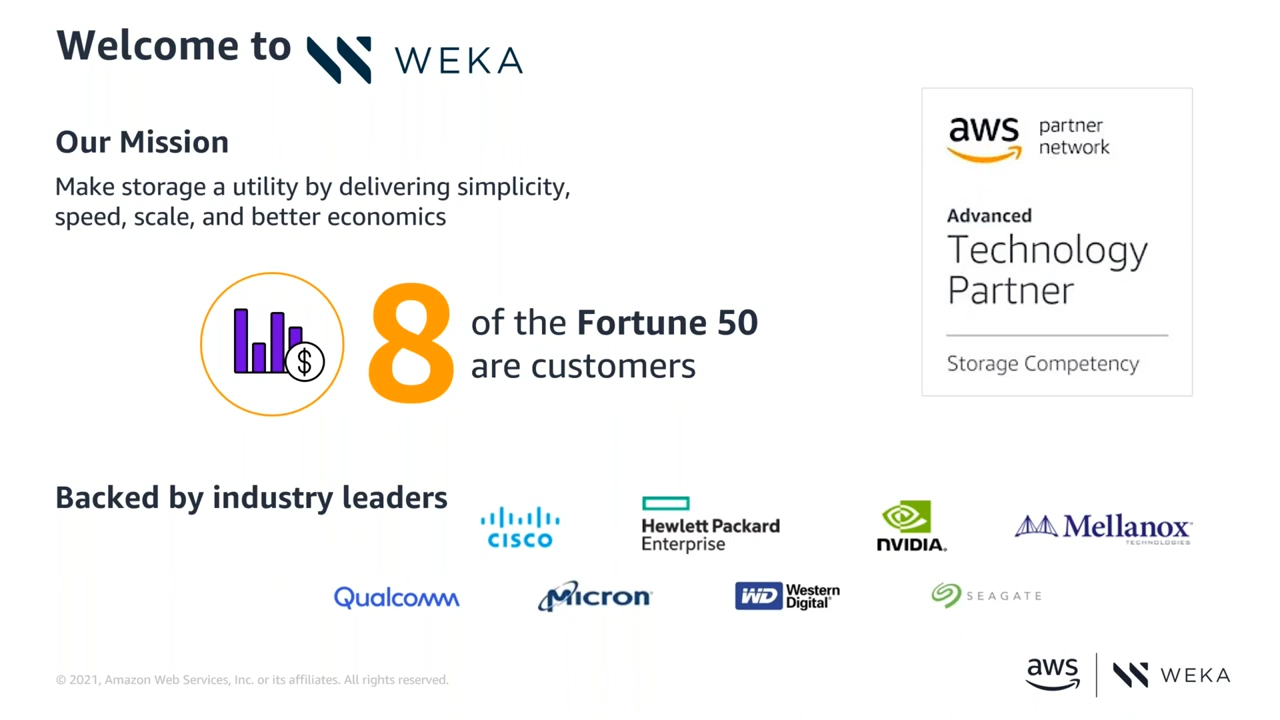 Welcome to WEKA
Our Mission
Make storage a utility by delivering simplicity,
speed, scale, and better economics
$
8 of the Fortune 50
are customers
aws partner
network
Advanced
Technology
Partner
Storage Competency
Backed by industry leaders
CISCO
Hewlett Packard
Enterprise
NVIDIA.
Mellanox
TECHNOLOGIES
Qualcomm
Micron
WD Western
Digital
SEAGATE
© 2021, Amazon Web Services, Inc. or its affiliates. All rights reserved.
aws WEKA